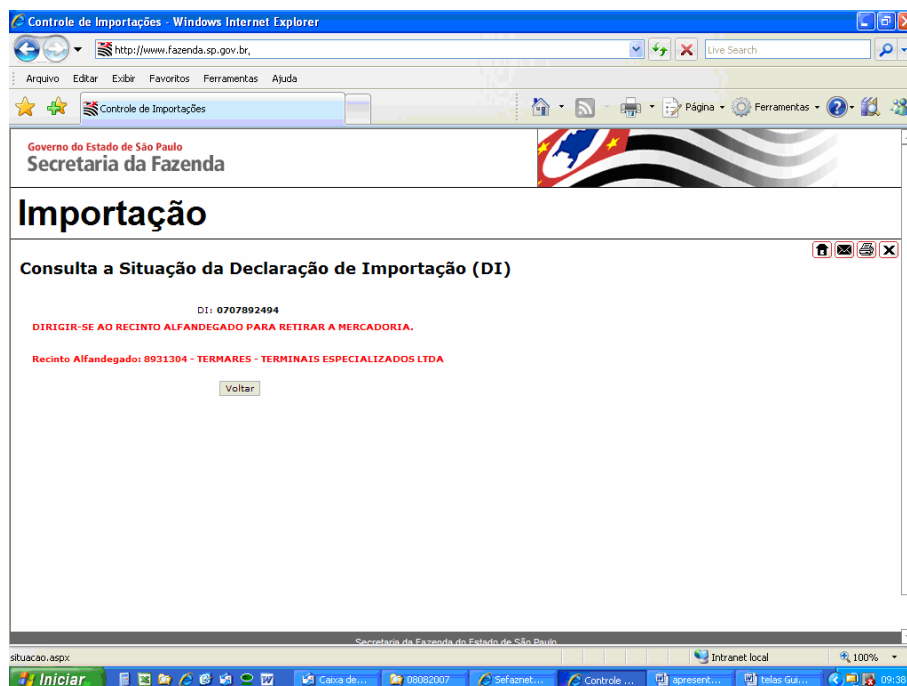 Controle de Importações - Windows Internet Explorer
http://www.fazenda.sp.gov.br,
Live Search
Arquivo Editar Exibir Favoritos Ferramentas Ajuda
Controle de Importações
Página
Ferramentas
Governo do Estado de São Paulo
Secretaria da Fazenda
Importação
Consulta a Situação da Declaração de Importação (DI)
DI: 0707892494
DIRIGIR-SE AO RECINTO ALFANDEGADO PARA RETIRAR A MERCADORIA.
Recinto Alfandegado: 8931304 - TERMARES - TERMINAIS ESPECIALIZADOS LTDA
Voltar
Secretaria da Fazenda do Estado de São Paulo
situacao.aspx
Intranet local
100%
Iniciar
Caixa de...
08082007
Sefaznet...
Controle ...
apresent...
telas Gui...
09:38